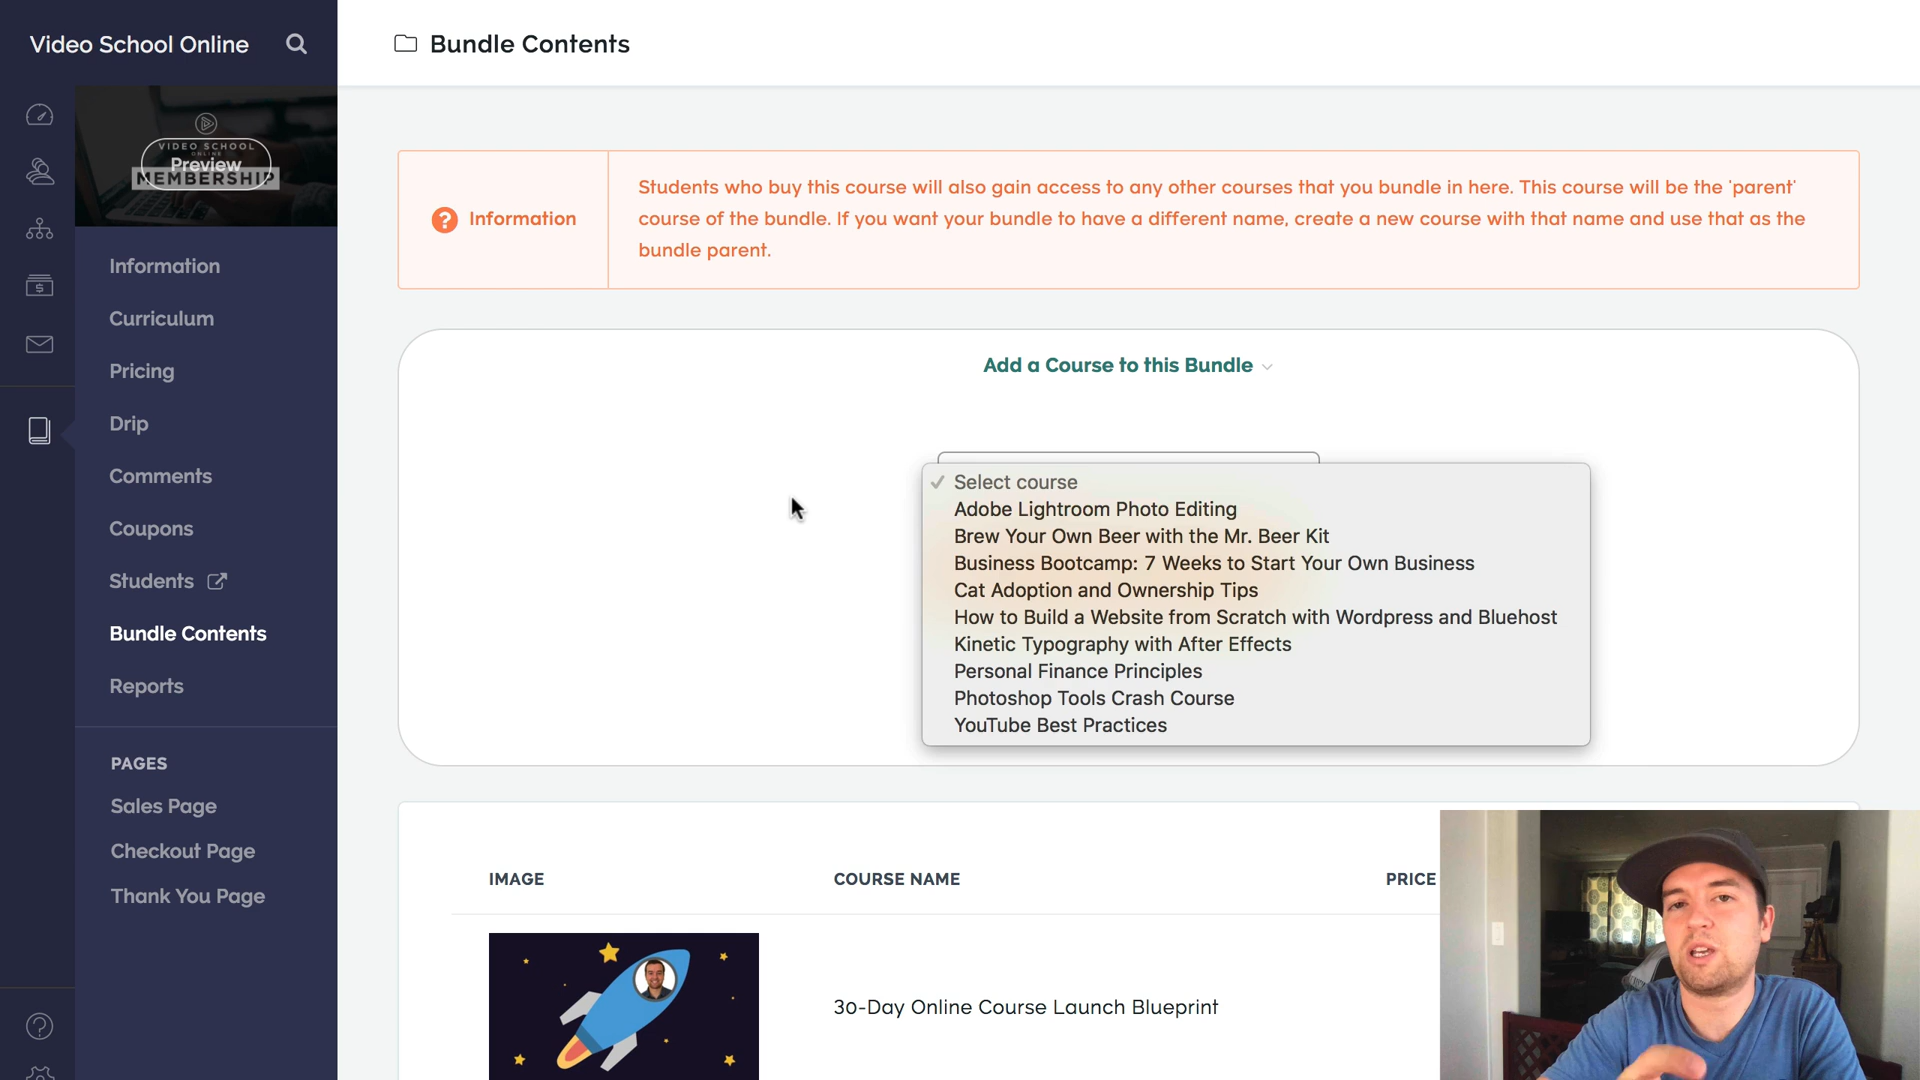 Video School Online
Bundle Contents
VIDEO SCHOOL
ONLINE
Preview
MEMBERSHIP
Information
Curriculum
Pricing
Drip
Comments
Coupons
Students
Bundle Contents
Reports
PAGES
Sales Page
Checkout Page
Thank You Page
? Information
Students who buy this course will also gain access to any other courses that you bundle in here. This course will be the 'parent'
course of the bundle. If you want your bundle to have a different name, create a new course with that name and use that as the
bundle parent.
Add a Course to this Bundle
✓ Select course
Adobe Lightroom Photo Editing
Brew Your Own Beer with the Mr. Beer Kit
Business Bootcamp: 7 Weeks to Start Your Own Business
Cat Adoption and Ownership Tips
How to Build a Website from Scratch with Wordpress and Bluehost
Kinetic Typography with After Effects
Personal Finance Principles
Photoshop Tools Crash Course
YouTube Best Practices
IMAGE
COURSE NAME
PRICE
30-Day Online Course Launch Blueprint